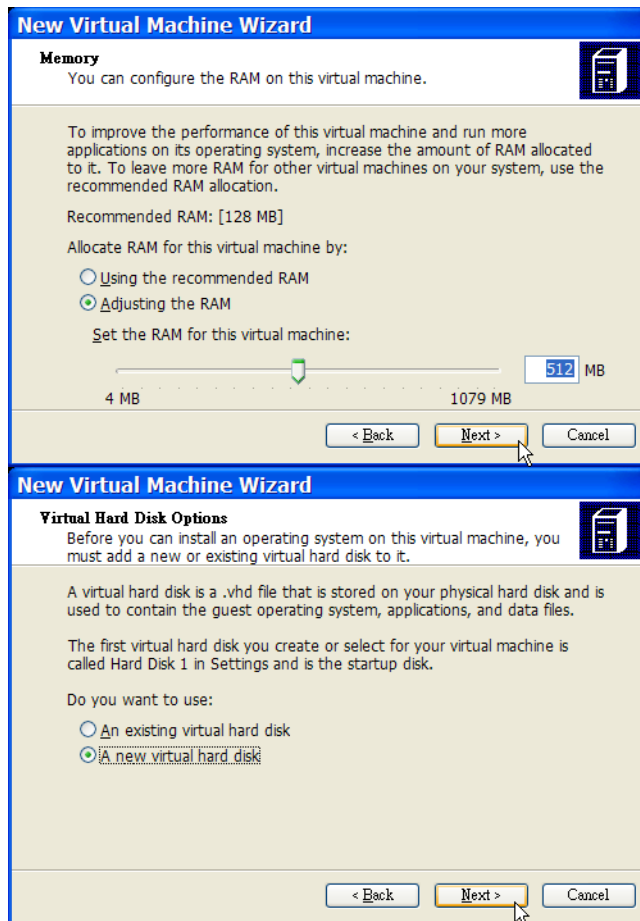 New Virtual Machine Wizard
Memory
You can configure the RAM on this virtual machine.
To improve the performance of this virtual machine and run more
applications on its operating system, increase the amount of RAM allocated
to it. To leave more RAM for other virtual machines on your system, use the
recommended RAM allocation.
Recommended RAM: [128 MB]
Allocate RAM for this virtual machine by:
Using the recommended RAM
Adjusting the RAM
Set the RAM for this virtual machine:
512 MB
4 MB 1079 MB
< Back Next > Cancel
New Virtual Machine Wizard
Virtual Hard Disk Options
Before you can install an operating system on this virtual machine, you
must add a new or existing virtual hard disk to it.
A virtual hard disk is a .vhd file that is stored on your physical hard disk and is
used to contain the guest operating system, applications, and data files.
The first virtual hard disk you create or select for your virtual machine is
called Hard Disk 1 in Settings and is the startup disk.
Do you want to use:
An existing virtual hard disk
A new virtual hard disk
< Back Next > Cancel